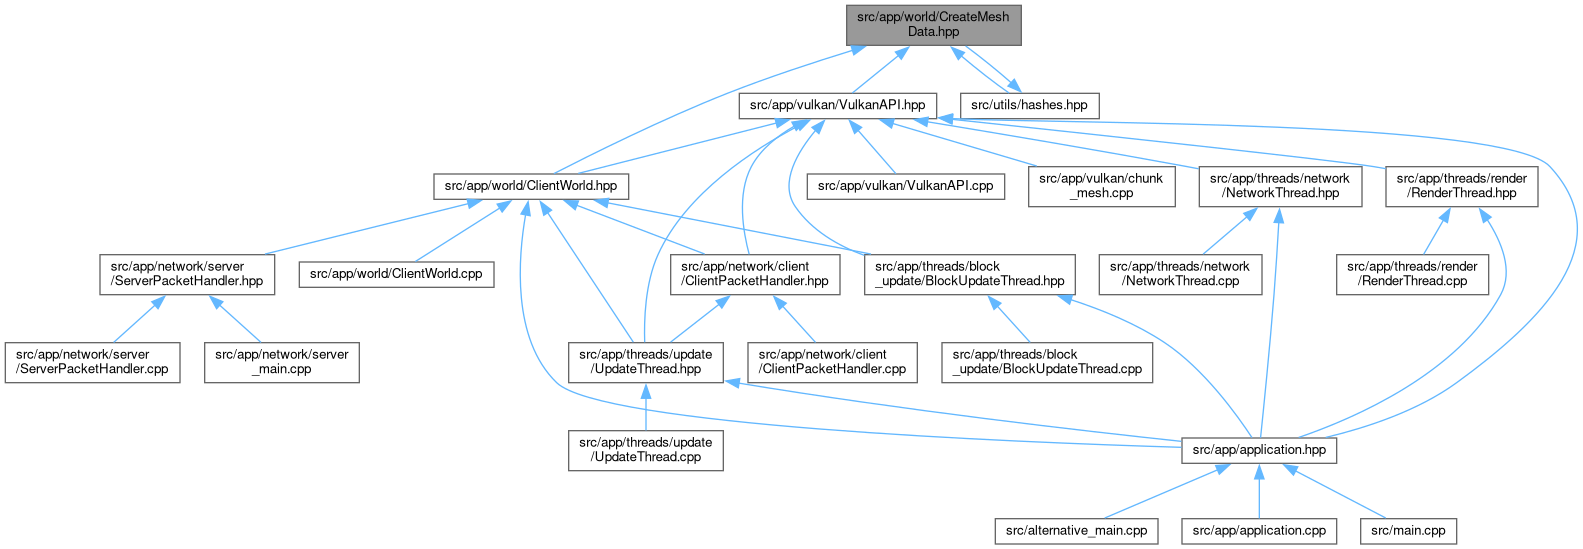 src/app/world/CreateMesh
Data.hpp
src/app/vulkan/VulkanAPI.hpp
src/utils/hashes.hpp
src/app/world/ClientWorld.hpp
src/app/vulkan/VulkanAPI.cpp
src/app/vulkan/chunk
_mesh.cpp
src/app/threads/network
/NetworkThread.hpp
src/app/threads/render
/RenderThread.hpp
src/app/network/server
/ServerPacketHandler.hpp
src/app/world/ClientWorld.cpp
src/app/network/client
/ClientPacketHandler.hpp
src/app/threads/block
_update/BlockUpdateThread.hpp
src/app/threads/network
/NetworkThread.cpp
src/app/threads/render
/RenderThread.cpp
src/app/network/server
/ServerPacketHandler.cpp
src/app/network/server
_main.cpp
src/app/threads/update
/UpdateThread.hpp
src/app/network/client
/ClientPacketHandler.cpp
src/app/threads/block
_update/BlockUpdateThread.cpp
src/app/threads/update
/UpdateThread.cpp
src/app/application.hpp
src/alternative_main.cpp
src/app/application.cpp
src/main.cpp